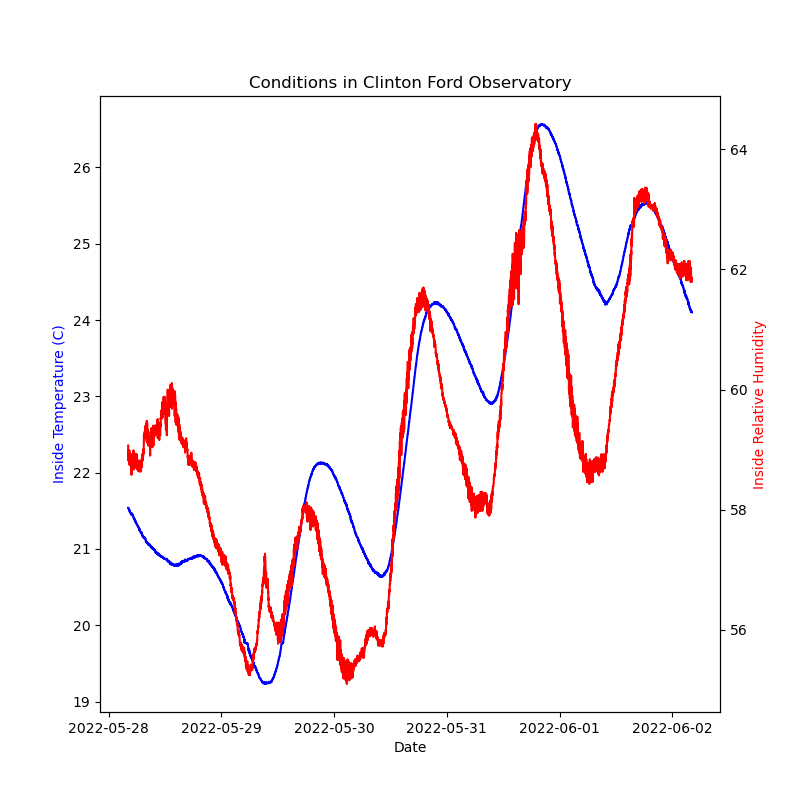 Conditions in Clinton Ford Observatory
26
25
24
23
22
21
20
19
Inside Temperature (C)
64
62
60
58
56
Inside Relative Humidity
2022-05-28 2022-05-29 2022-05-30 2022-05-31 2022-06-01 2022-06-02
Date